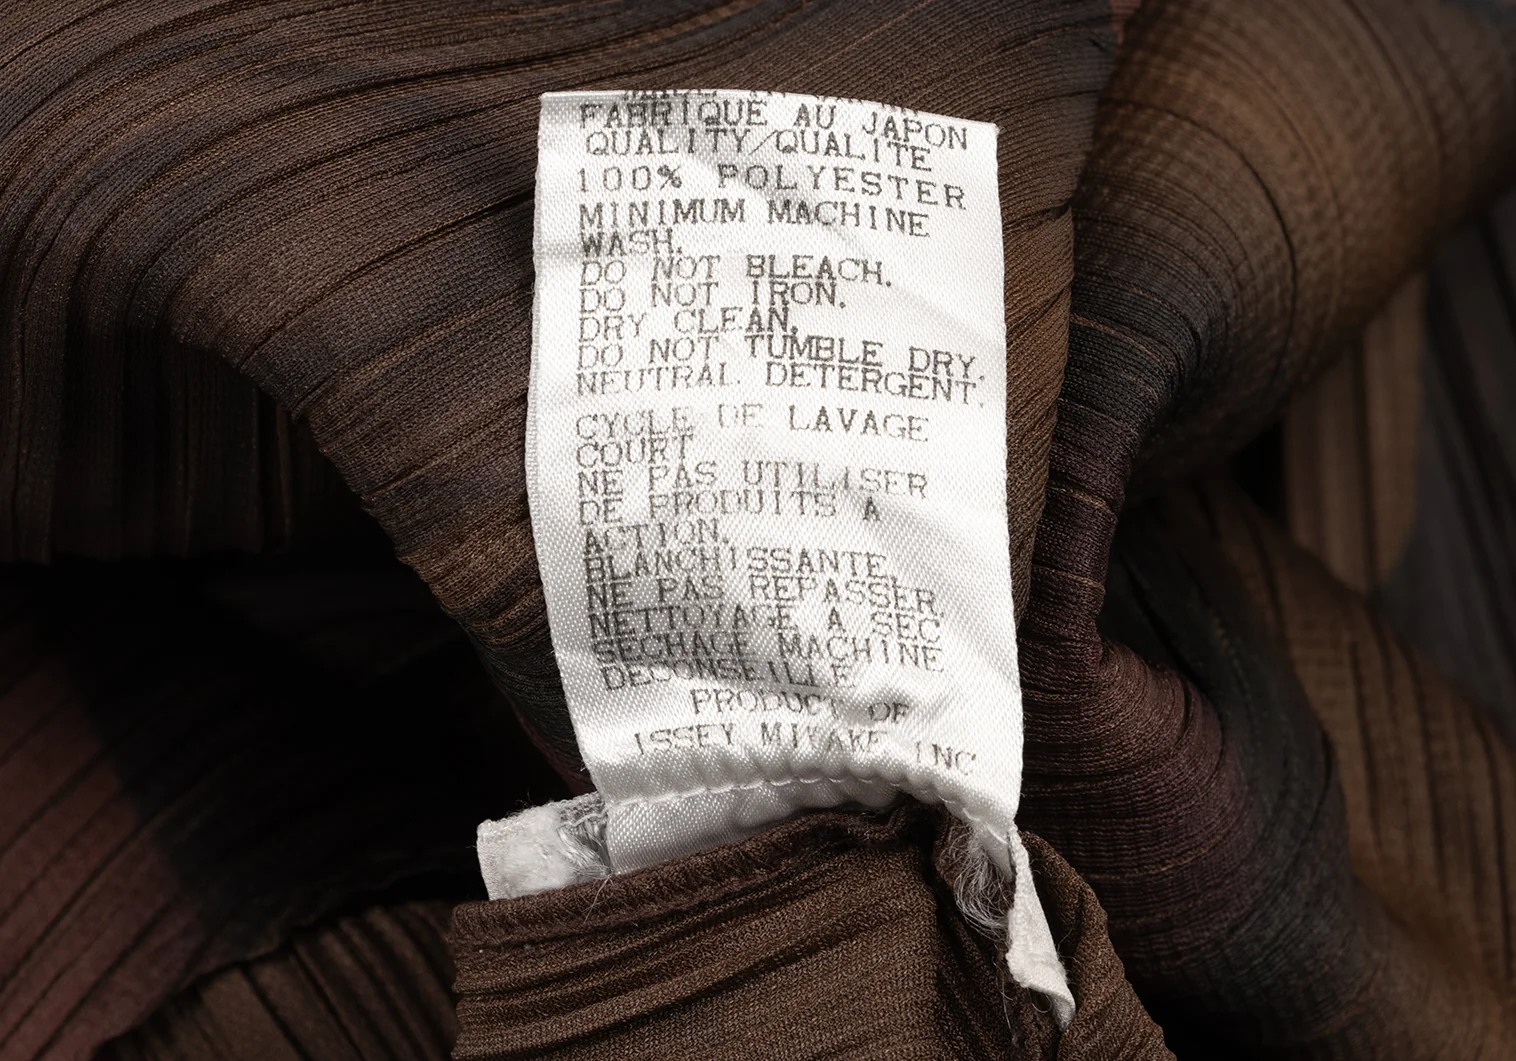 FABRIQUE AU JAPON
QUALITY/QUALITE
100% POLYESTER
MINIMUM MACHINE
WASH.
DO NOT BLEACH.
DO NOT IRON.
DRY CLEAN.
DO NOT TUMBLE DRY.
NEUTRAL DETERGENT.
CYCLE DE LAVAGE
COURT
NE PAS UTILISER
DE PRODUITS A
ACTION.
BLANCHISSANTE.
NE PAS REPASSER.
NETTOYAGE A SEC
SECHAGE MACHINE
DECONSEILLE
PRODUCT OF
ISSEY MIYAKE INC